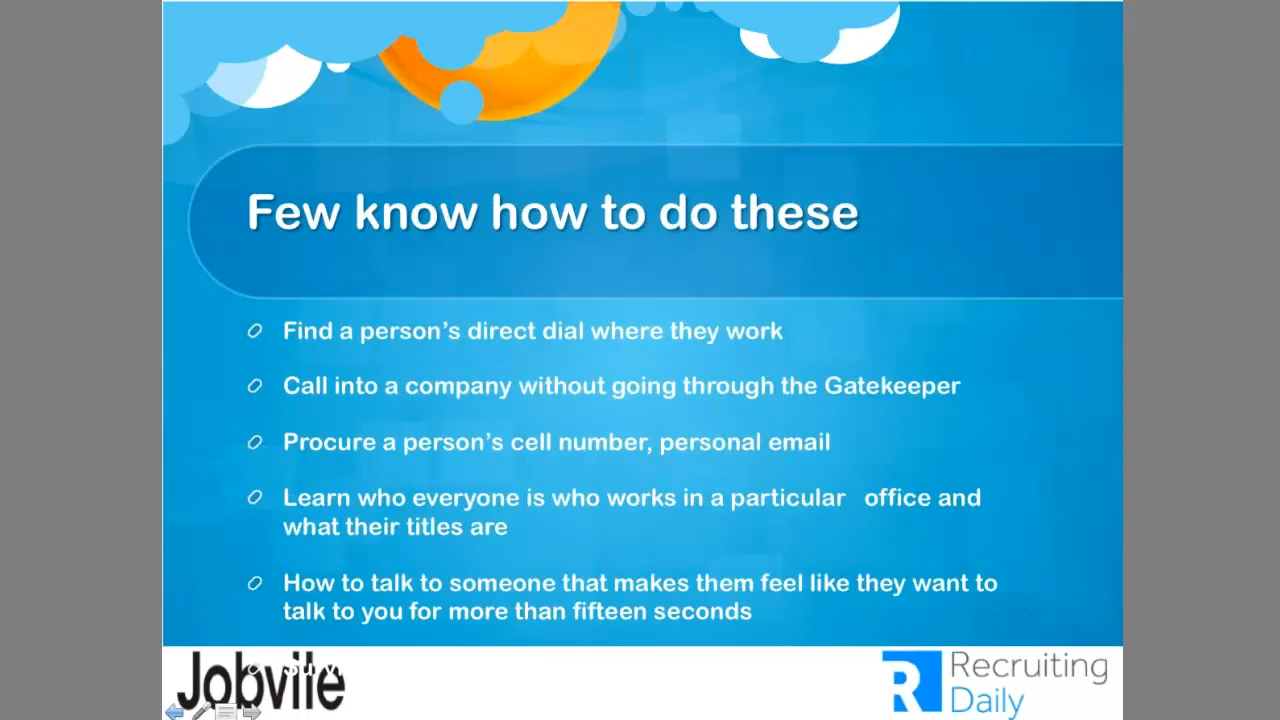 Few know how to do these
Find a person's direct dial where they work
Call into a company without going through the Gatekeeper
Procure a person's cell number, personal email
Learn who everyone is who works in a particular office and
what their titles are
How to talk to someone that makes them feel like they want to
talk to you for more than fifteen seconds
Jobvite
Recruiting
Daily